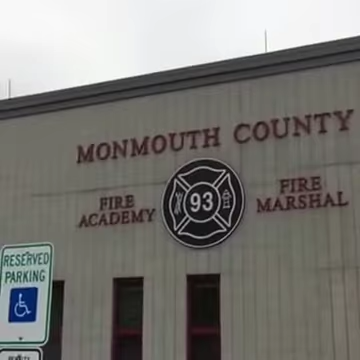 MONMOUTH COUNTY
FIRE
ACADEMY
93
FIRE
MARSHAL
RESERVED
PARKING